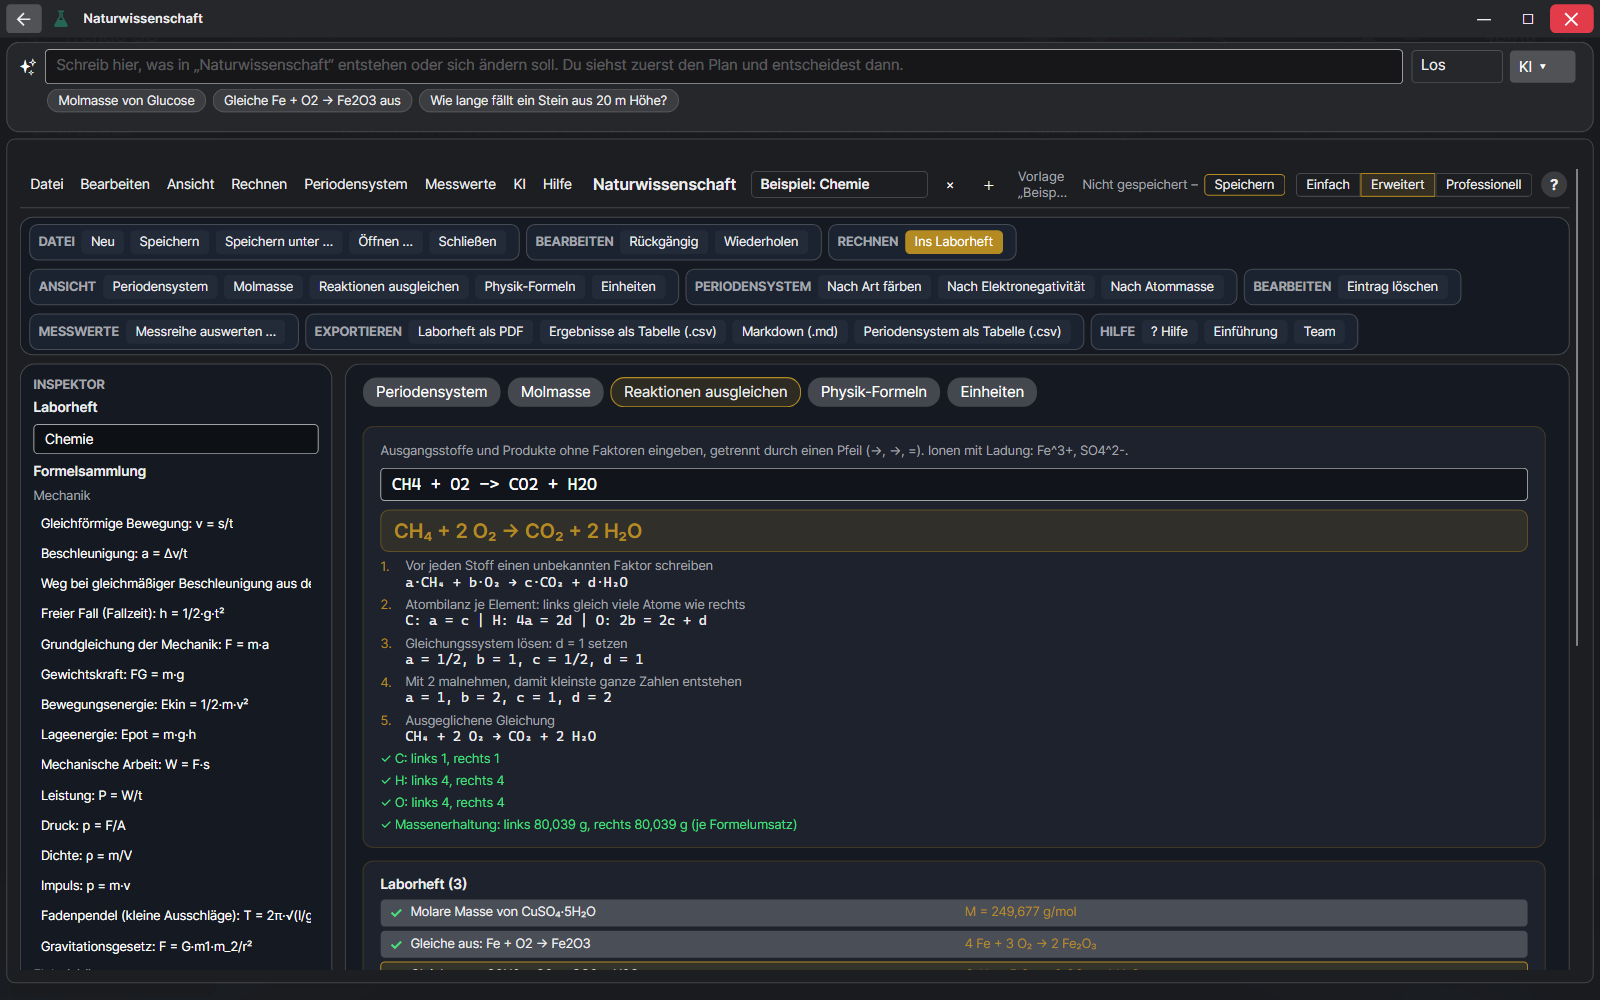 Naturwissenschaft
Schreib hier, was in „Naturwissenschaft“ entstehen oder sich ändern soll. Du siehst zuerst den Plan und entscheidest dann.
Los
KI ▾
Molmasse von Glucose
Gleiche Fe + O2 → Fe2O3 aus
Wie lange fällt ein Stein aus 20 m Höhe?
Datei Bearbeiten Ansicht Rechnen Periodensystem Messwerte KI Hilfe
Naturwissenschaft
Beispiel: Chemie
× +
Vorlage „Beisp...
Nicht gespeichert –
Speichern
Einfach Erweitert Professionell
?
DATEI Neu Speichern Speichern unter ... Öffnen ... Schließen
BEARBEITEN Rückgängig Wiederholen
RECHNEN Ins Laborheft
ANSICHT Periodensystem Molmasse Reaktionen ausgleichen Physik-Formeln Einheiten
PERIODENSYSTEM Nach Art färben Nach Elektronegativität Nach Atommasse
BEARBEITEN Eintrag löschen
MESSWERTE Messreihe auswerten ...
EXPORTIEREN Laborheft als PDF Ergebnisse als Tabelle (.csv) Markdown (.md) Periodensystem als Tabelle (.csv)
HILFE ? Hilfe Einführung Team
INSPEKTOR
Laborheft
Chemie
Formelsammlung
Mechanik
Gleichförmige Bewegung: v = s/t
Beschleunigung: a = Δv/t
Weg bei gleichmäßiger Beschleunigung aus de
Freier Fall (Fallzeit): h = 1/2·g·t²
Grundgleichung der Mechanik: F = m·a
Gewichtskraft: FG = m·g
Bewegungsenergie: Ekin = 1/2·m·v²
Lageenergie: Epot = m·g·h
Mechanische Arbeit: W = F·s
Leistung: P = W/t
Druck: p = F/A
Dichte: ρ = m/V
Impuls: p = m·v
Fadenpendel (kleine Ausschläge): T = 2π·√(l/g
Gravitationsgesetz: F = G·m1·m_2/r²
Periodensystem Molmasse Reaktionen ausgleichen Physik-Formeln Einheiten
Ausgangsstoffe und Produkte ohne Faktoren eingeben, getrennt durch einen Pfeil (→, →, =). Ionen mit Ladung: Fe^3+, SO4^2-.
CH4 + O2 –> CO2 + H2O
CH₄ + 2 O₂ → CO₂ + 2 H₂O
1. Vor jeden Stoff einen unbekannten Faktor schreiben
a·CH₄ + b·O₂ → c·CO₂ + d·H₂O
2. Atombilanz je Element: links gleich viele Atome wie rechts
C: a = c | H: 4a = 2d | O: 2b = 2c + d
3. Gleichungssystem lösen: d = 1 setzen
a = 1/2, b = 1, c = 1/2, d = 1
4. Mit 2 malnehmen, damit kleinste ganze Zahlen entstehen
a = 1, b = 2, c = 1, d = 2
5. Ausgeglichene Gleichung
CH₄ + 2 O₂ → CO₂ + 2 H₂O
✓ C: links 1, rechts 1
✓ H: links 4, rechts 4
✓ O: links 4, rechts 4
✓ Massenerhaltung: links 80,039 g, rechts 80,039 g (je Formelumsatz)
Laborheft (3)
✓ Molare Masse von CuSO₄·5H₂O M = 249,677 g/mol
✓ Gleiche aus: Fe + O2 → Fe2O3 4 Fe + 3 O₂ → 2 Fe₂O₃